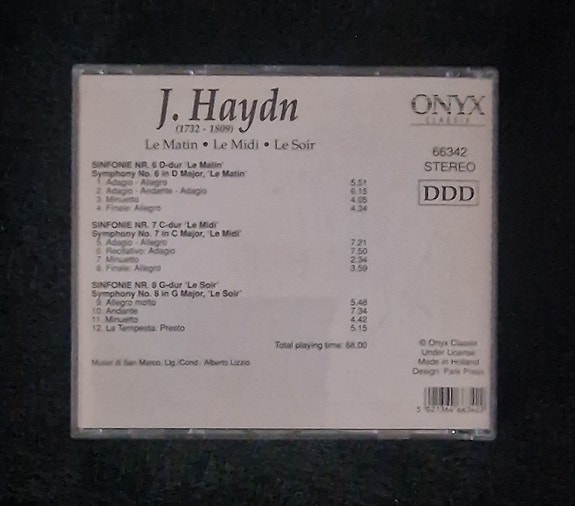 J. Haydn
(1732 - 1809)
Le Matin • Le Midi • Le Soir
ONYX
CLASSIX
66342
STEREO
DDD
SINFONIE NR. 6 D-dur 'Le Matin'
Symphony No. 6 in D Major, 'Le Matin'
1. Adagio - Allegro 5.51
2. Adagio - Andante - Adagio 6.15
3. Minuetto 4.05
4. Finale: Allegro 4.34
SINFONIE NR. 7 C-dur 'Le Midi'
Symphony No. 7 in C Major, 'Le Midi'
5. Adagio - Allegro 7.21
6. Recitativo: Adagio 7.50
7. Minuetto 2.34
8. Finale: Allegro 3.59
SINFONIE NR. 8 G-dur 'Le Soir'
Symphony No. 8 in G Major, 'Le Soir'
9. Allegro molto 5.48
10. Andante 7.34
11. Minuetto 4.42
12. La Tempesta: Presto 5.15
Total playing time: 68.00
Musici di San Marco, Ltg./Cond.: Alberto Lizzio
© Onyx Classix
Under License
Made in Holland
Design: Park Press